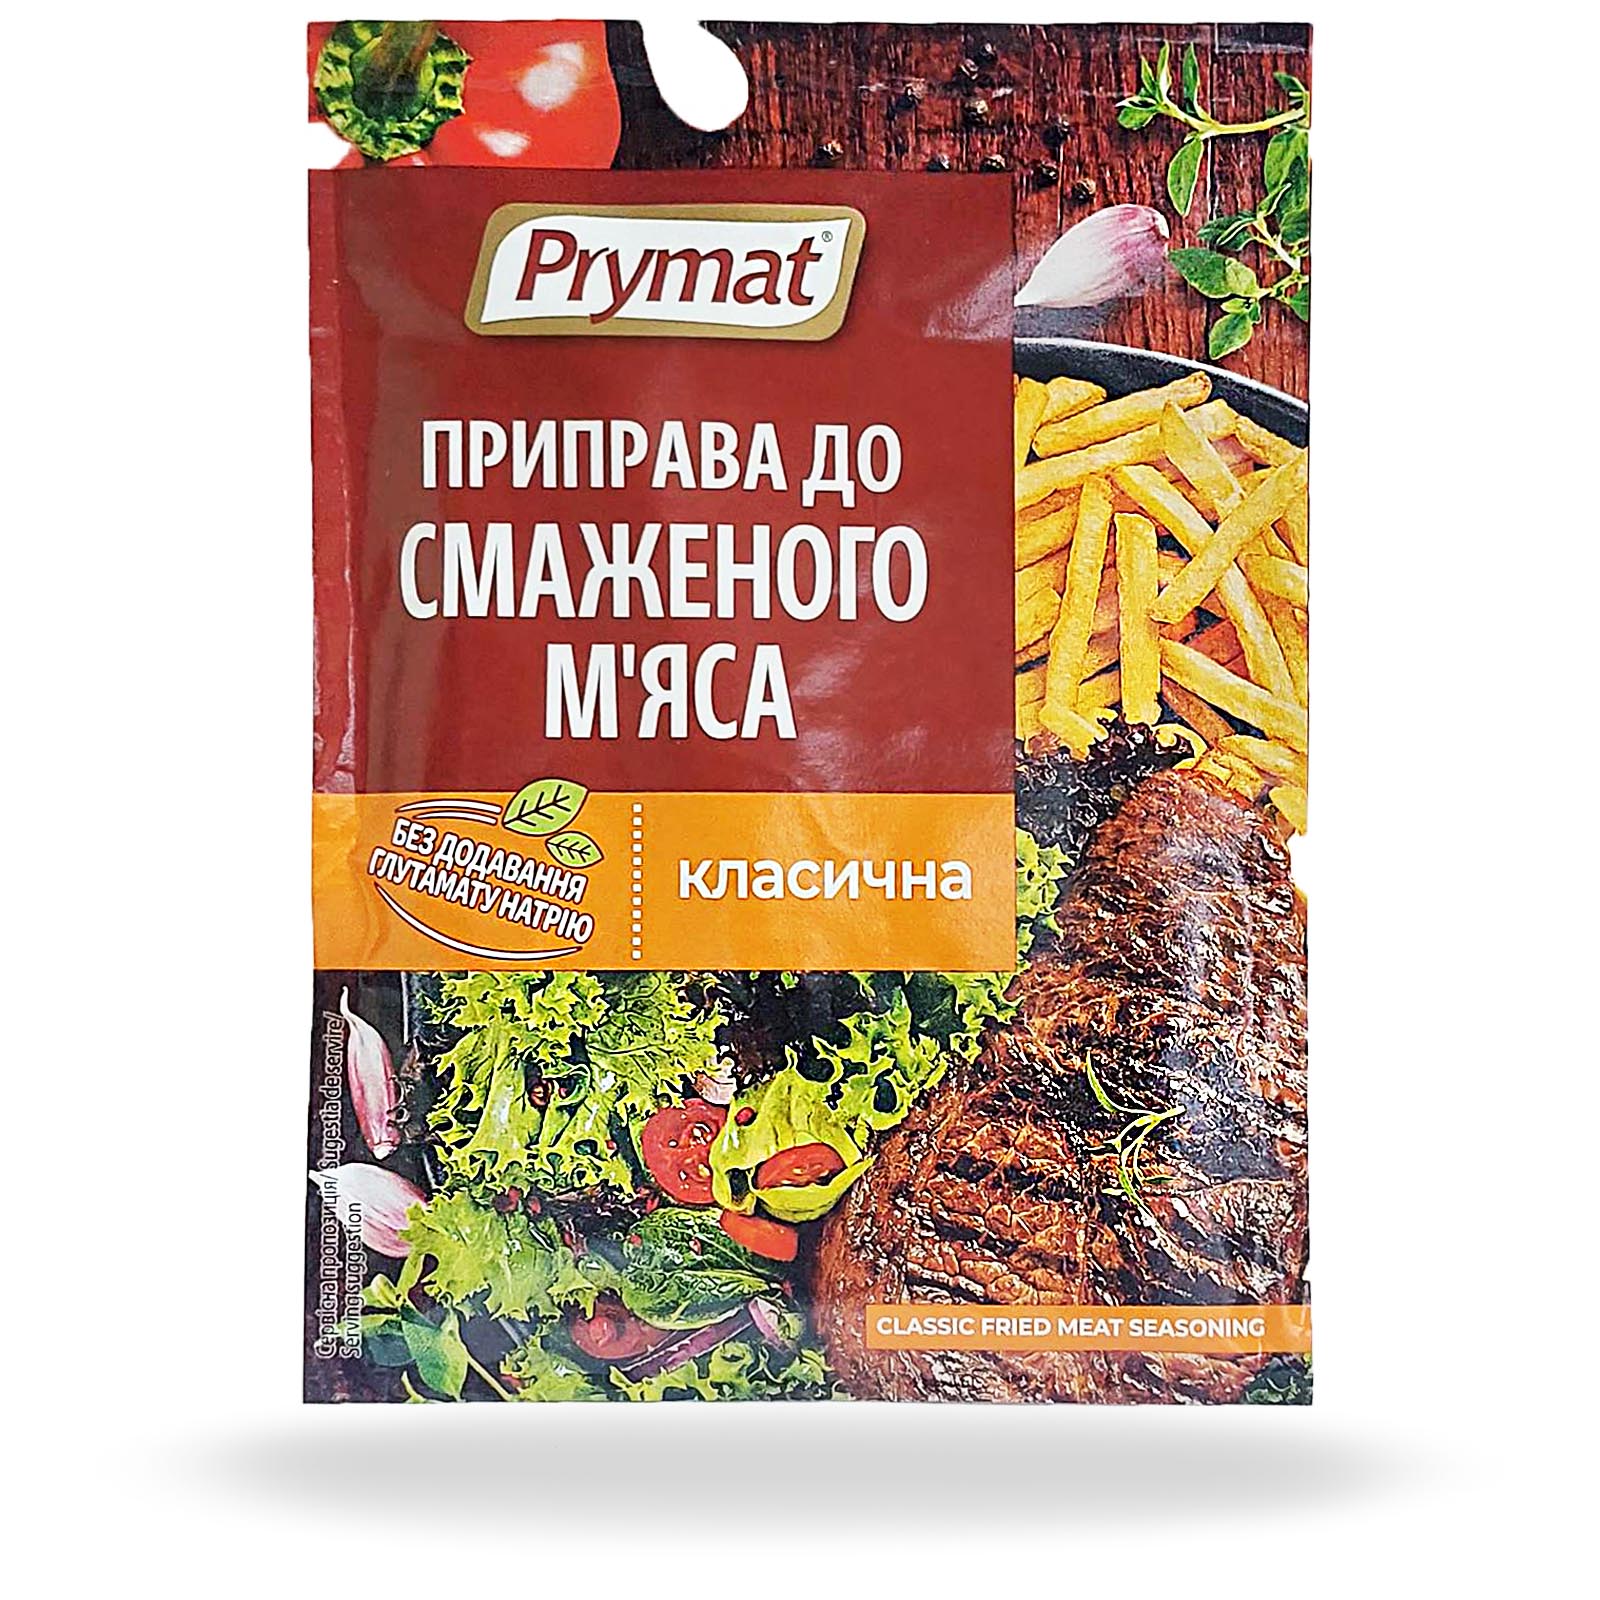 Prymat®
ПРИПРАВА ДО
СМАЖЕНОГО
М'ЯСА
БЕЗ ДОДАВАННЯ
ГЛУТАМАТУ НАТРІЮ
класична
Сервісна пропозиція/Sugestia de servire/
Serving suggestion
CLASSIC FRIED MEAT SEASONING